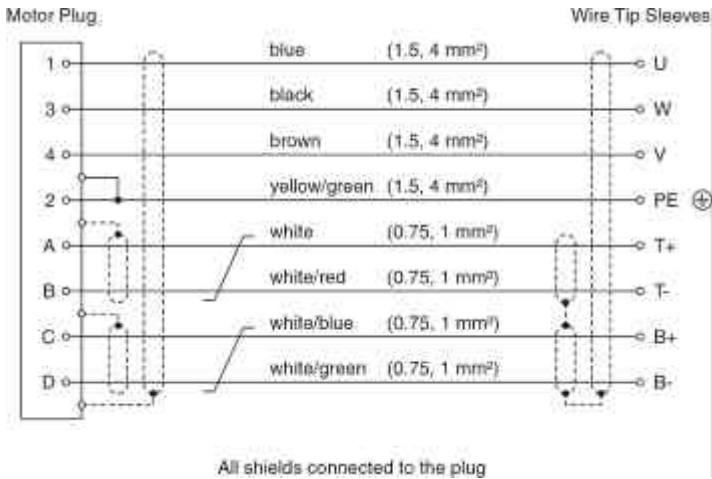 Motor Plug Wire Tip Sleeves
1 blue (1.5, 4 mm²) U
3 black (1.5, 4 mm²) W
4 brown (1.5, 4 mm²) V
2 yellow/green (1.5, 4 mm²) PE
A white (0.75, 1 mm²) T+
B white/red (0.75, 1 mm²) T-
C white/blue (0.75, 1 mm²) B+
D white/green (0.75, 1 mm²) B-
All shields connected to the plug